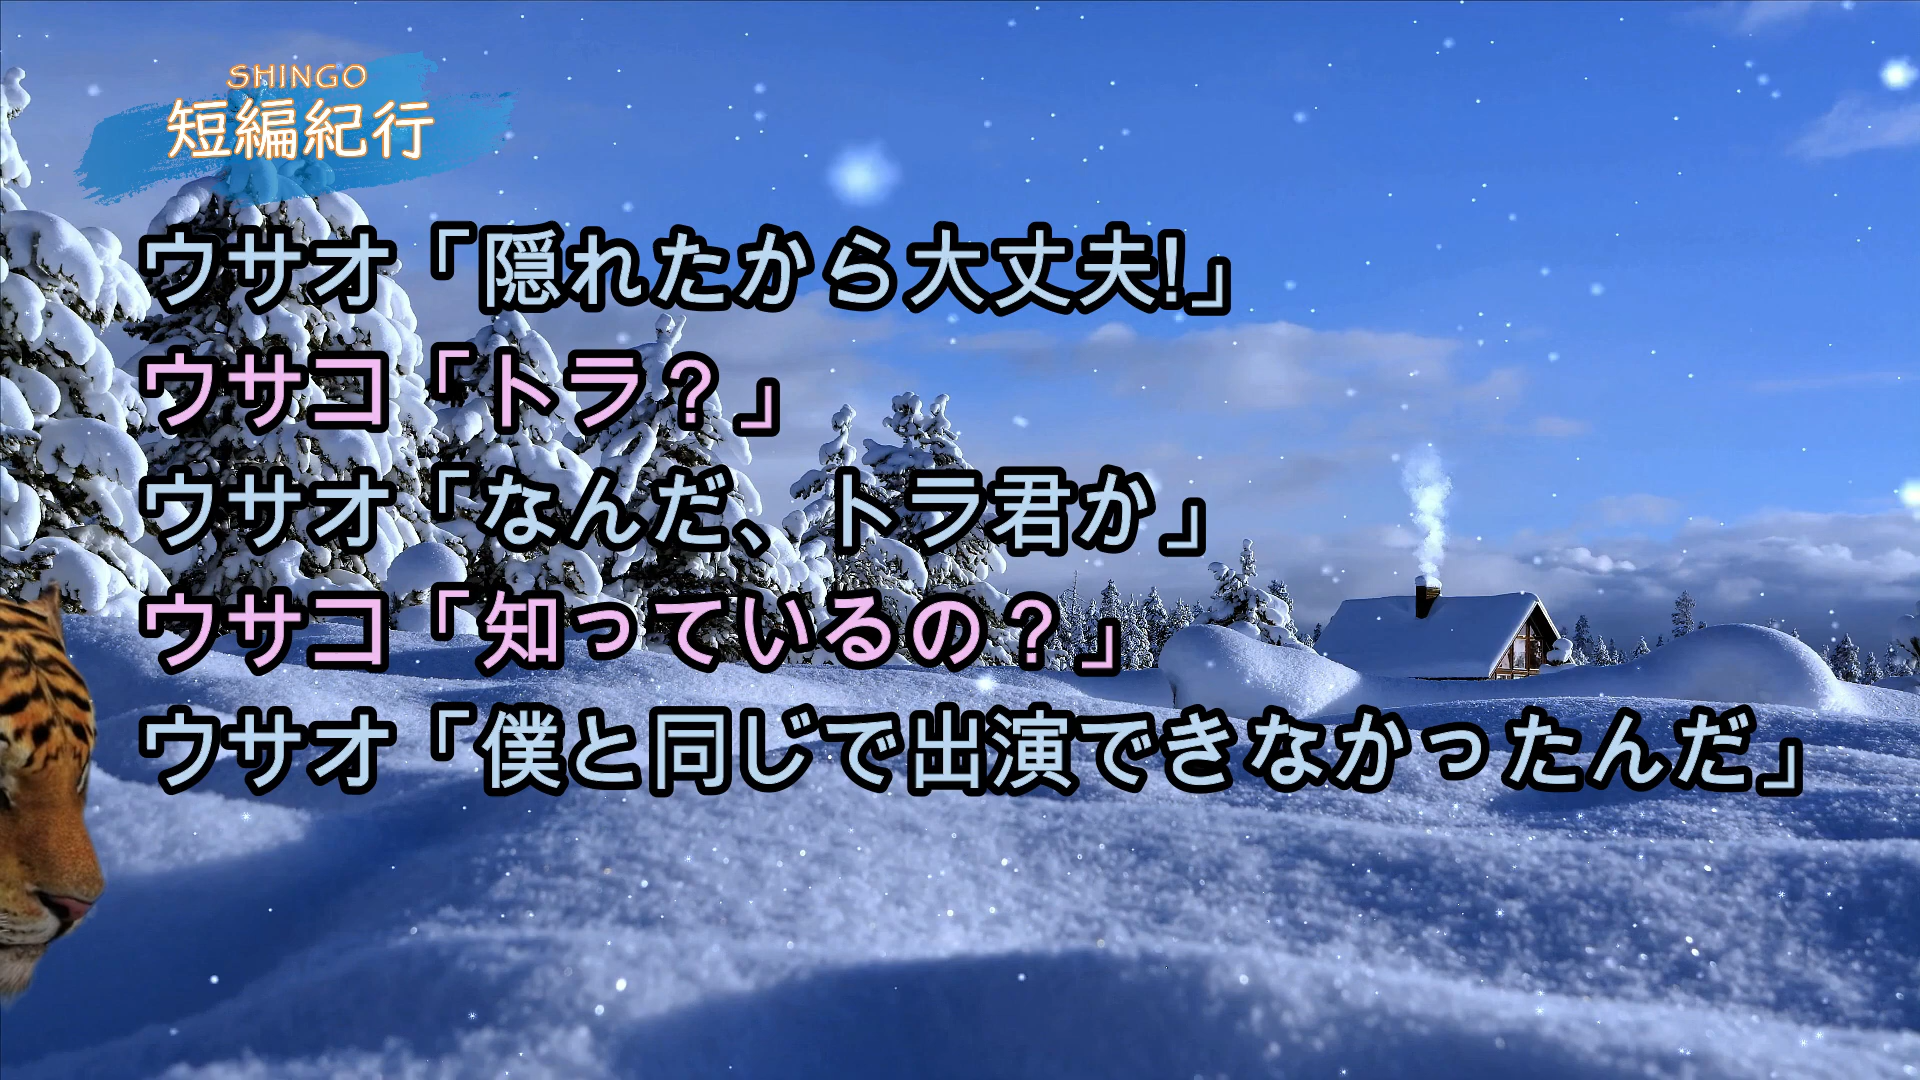 SHINGO
短編紀行
ウサオ「隠れたから大丈夫!」
ウサコ「トラ？」
ウサオ「なんだ、トラ君か」
ウサコ「知っているの？」
ウサオ「僕と同じで出演できなかったんだ」